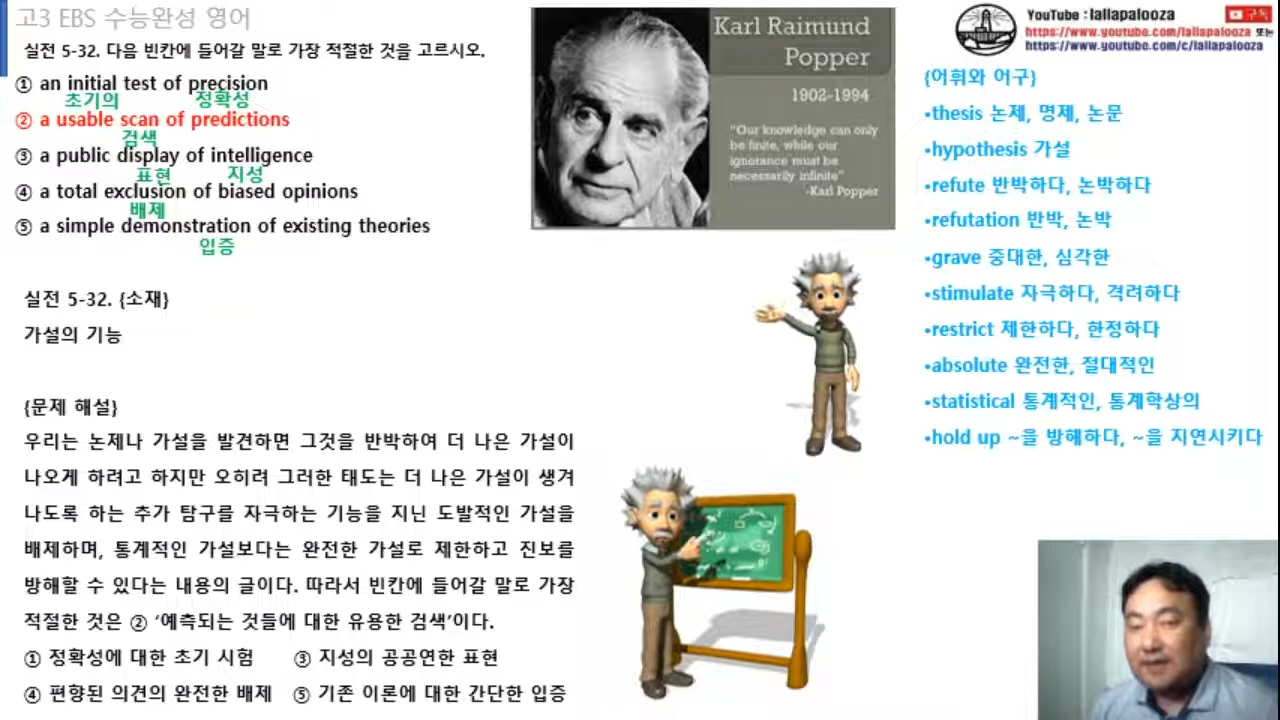 고3 EBS 수능완성 영어
실전 5-32. 다음 빈칸에 들어갈 말로 가장 적절한 것을 고르시오.
① an initial test of precision
초기의 정확성
② a usable scan of predictions
검색
③ a public display of intelligence
표현 지성
④ a total exclusion of biased opinions
배제
⑤ a simple demonstration of existing theories
입증
실전 5-32. {소재}
가설의 기능
{문제 해설}
우리는 논제나 가설을 발견하면 그것을 반박하여 더 나은 가설이
나오게 하려고 하지만 오히려 그러한 태도는 더 나은 가설이 생겨
나도록 하는 추가 탐구를 자극하는 기능을 지닌 도발적인 가설을
배제하며, 통계적인 가설보다는 완전한 가설로 제한하고 진보를
방해할 수 있다는 내용의 글이다. 따라서 빈칸에 들어갈 말로 가장
적절한 것은 ② ‘예측되는 것들에 대한 유용한 검색’이다.
① 정확성에 대한 초기 시험 ③ 지성의 공공연한 표현
④ 편향된 의견의 완전한 배제 ⑤ 기존 이론에 대한 간단한 입증
Karl Raimund
Popper
1902-1994
“Our knowledge can only
be finite, while our
ignorance must be
necessarily infinite”
-Karl Popper
YouTube : lallapalooza
구독
https://www.youtube.com/lallapalooza 또는
https://www.youtube.com/c/lallapalooza
{어휘와 어구}
•thesis 논제, 명제, 논문
•hypothesis 가설
•refute 반박하다, 논박하다
•refutation 반박, 논박
•grave 중대한, 심각한
•stimulate 자극하다, 격려하다
•restrict 제한하다, 한정하다
•absolute 완전한, 절대적인
•statistical 통계적인, 통계학상의
•hold up ~을 방해하다, ~을 지연시키다